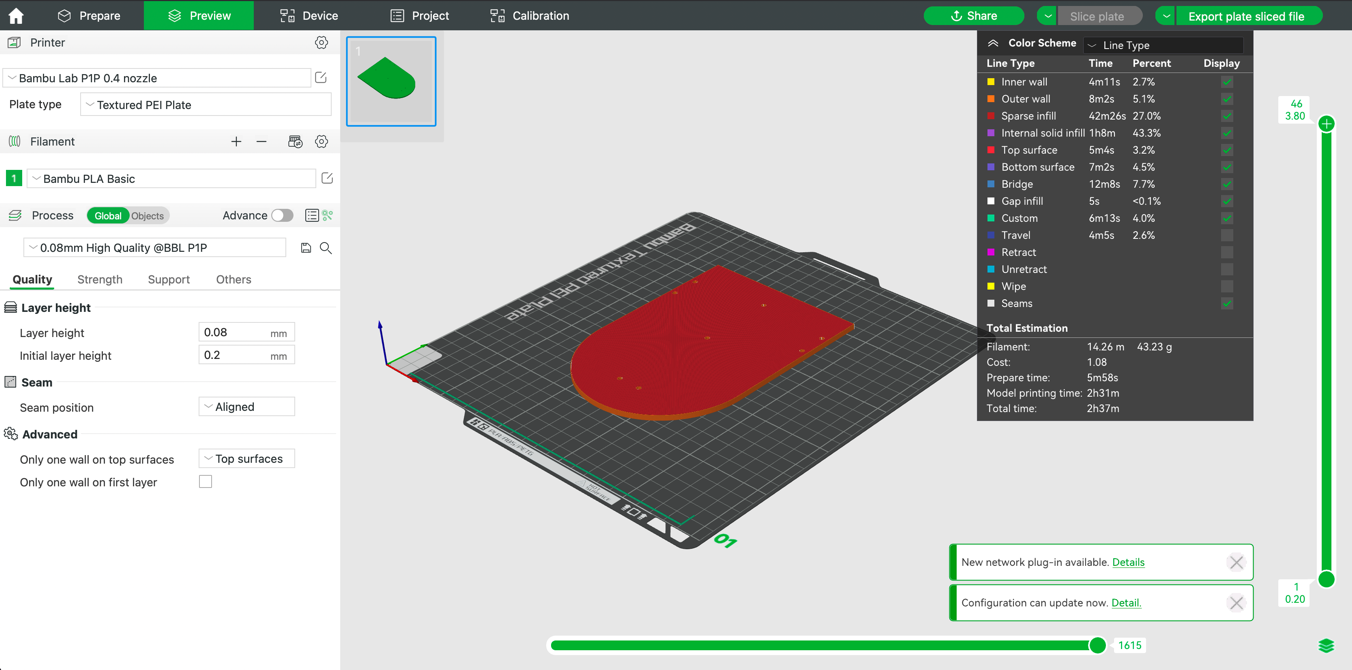 Prepare
Preview
Device
Project
Calibration
Share
Slice plate
Export plate sliced file
Printer
Bambu Lab P1P 0.4 nozzle
Plate type
Textured PEI Plate
Filament
1
Bambu PLA Basic
Process
Global
Objects
Advance
0.08mm High Quality @BBL P1P
Quality
Strength
Support
Others
Layer height
Layer height 0.08 mm
Initial layer height 0.2 mm
Seam
Seam position Aligned
Advanced
Only one wall on top surfaces Top surfaces
Only one wall on first layer
1
Bambu Textured PEI Plate
01
Color Scheme Line Type
Line Type Time Percent Display
Inner wall 4m11s 2.7%
Outer wall 8m2s 5.1%
Sparse infill 42m26s 27.0%
Internal solid infill 1h8m 43.3%
Top surface 5m4s 3.2%
Bottom surface 7m2s 4.5%
Bridge 12m8s 7.7%
Gap infill 5s <0.1%
Custom 6m13s 4.0%
Travel 4m5s 2.6%
Retract
Unretract
Wipe
Seams
Total Estimation
Filament: 14.26 m 43.23 g
Cost: 1.08
Prepare time: 5m58s
Model printing time: 2h31m
Total time: 2h37m
46
3.80
1
0.20
New network plug-in available. Details
Configuration can update now. Detail.
1615